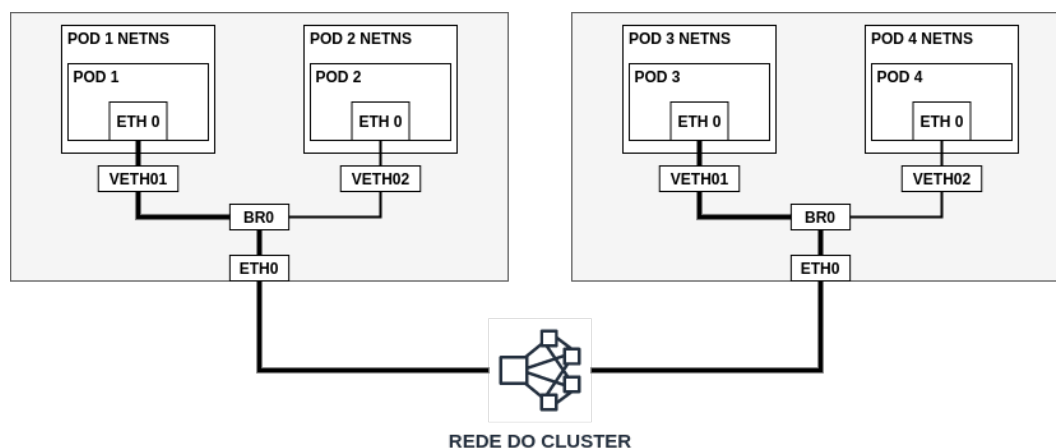 POD 1 NETNS
POD 1
ETH 0
VETH01
POD 2 NETNS
POD 2
ETH 0
VETH02
BR0
ETH0
POD 3 NETNS
POD 3
ETH 0
VETH01
POD 4 NETNS
POD 4
ETH 0
VETH02
BR0
ETH0
REDE DO CLUSTER